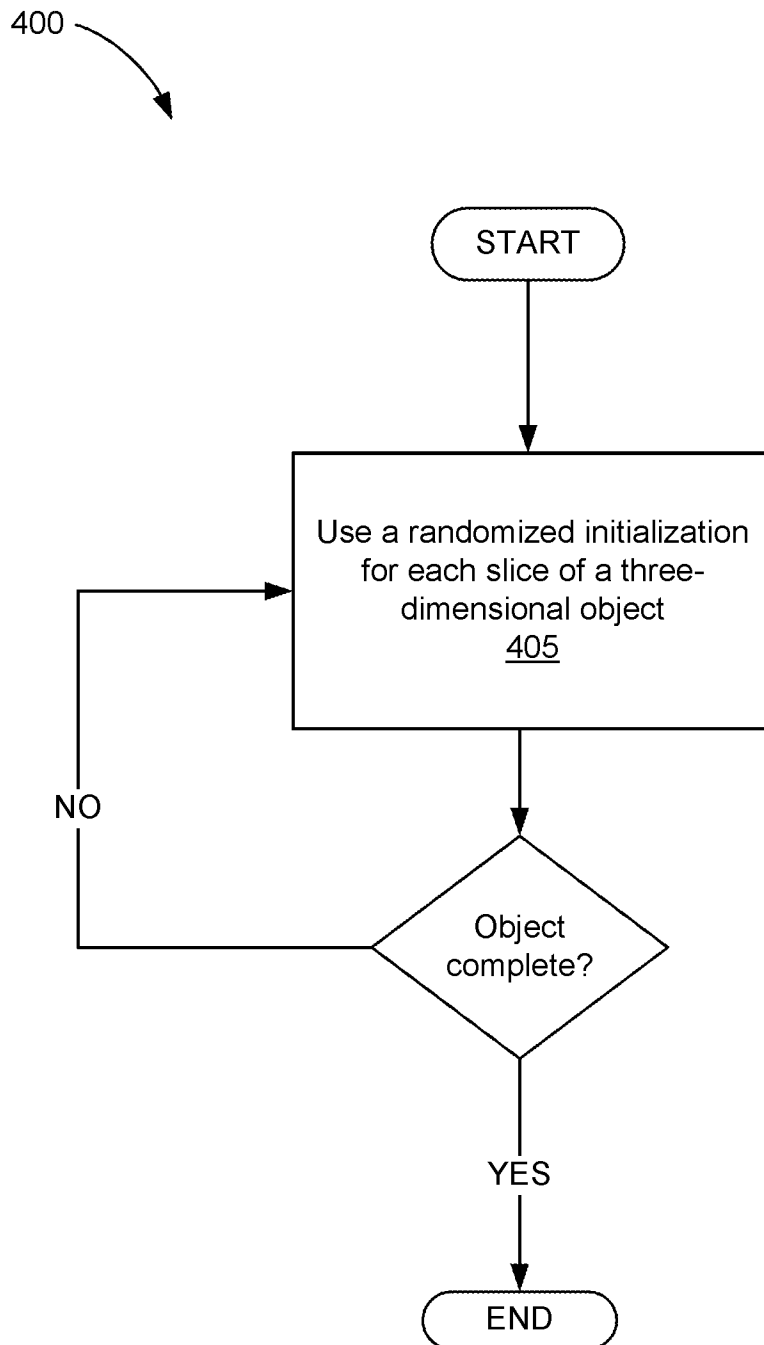 400
START
Use a randomized initialization
for each slice of a three-
dimensional object
405
NO
Object
complete?
YES
END